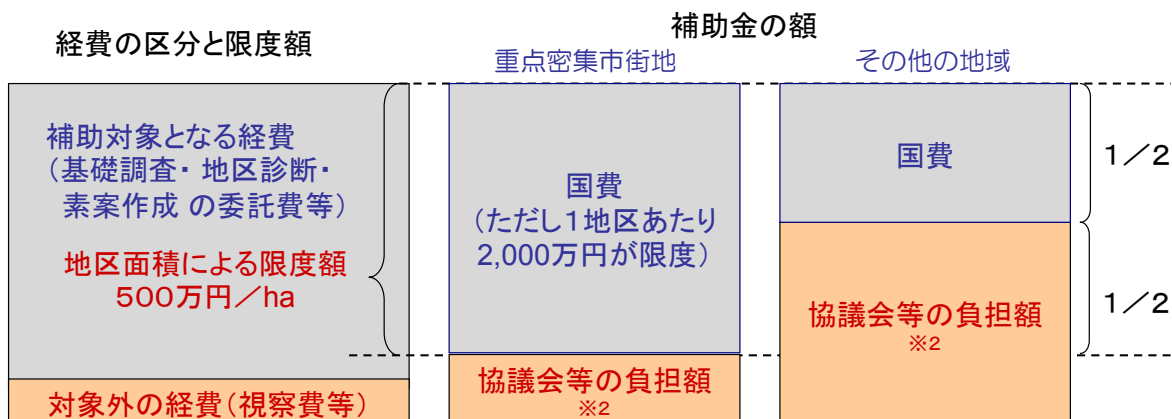 経費の区分と限度額
補助金の額
重点密集市街地
その他の地域
補助対象となる経費
(基礎調査・地区診断・
素案作成 の委託費等)
地区面積による限度額
500万円/ha
対象外の経費(視察費等)
国費
(ただし1地区あたり
2,000万円が限度)
協議会等の負担額
※2
国費
協議会等の負担額
※2
1/2
1/2